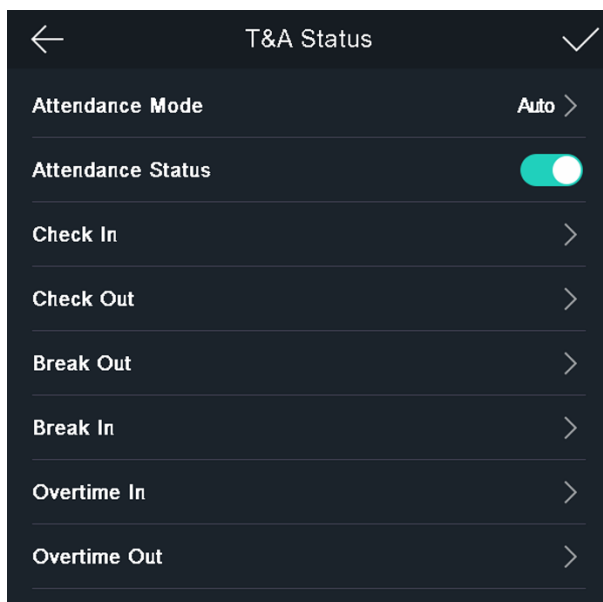 T&A Status
Attendance Mode Auto
Attendance Status
Check In
Check Out
Break Out
Break In
Overtime In
Overtime Out